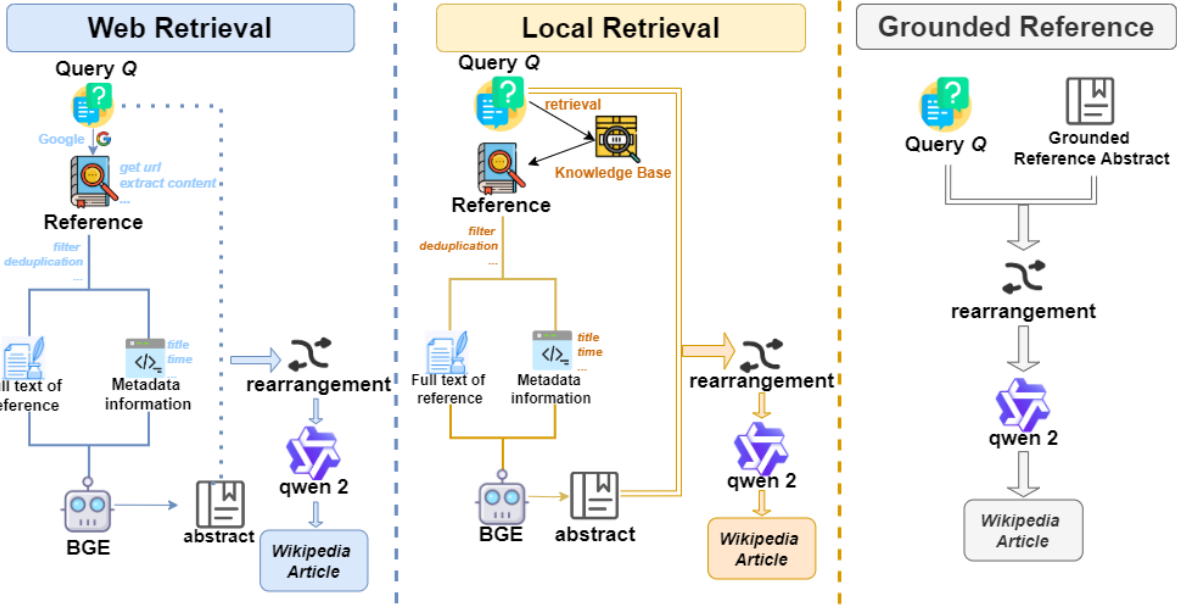 Web Retrieval
Query Q
Google
get url
extract content
...
Reference
filter
deduplication
...
title
time
...
ll text of
eference
Metadata
information
BGE
abstract
rearrangement
qwen 2
Wikipedia
Article
Local Retrieval
Query Q
retrieval
Knowledge Base
Reference
filter
deduplication
...
title
time
...
Full text of
reference
Metadata
information
BGE
abstract
rearrangement
qwen 2
Wikipedia
Article
Grounded Reference
Query Q
Grounded
Reference Abstract
rearrangement
qwen 2
Wikipedia
Article